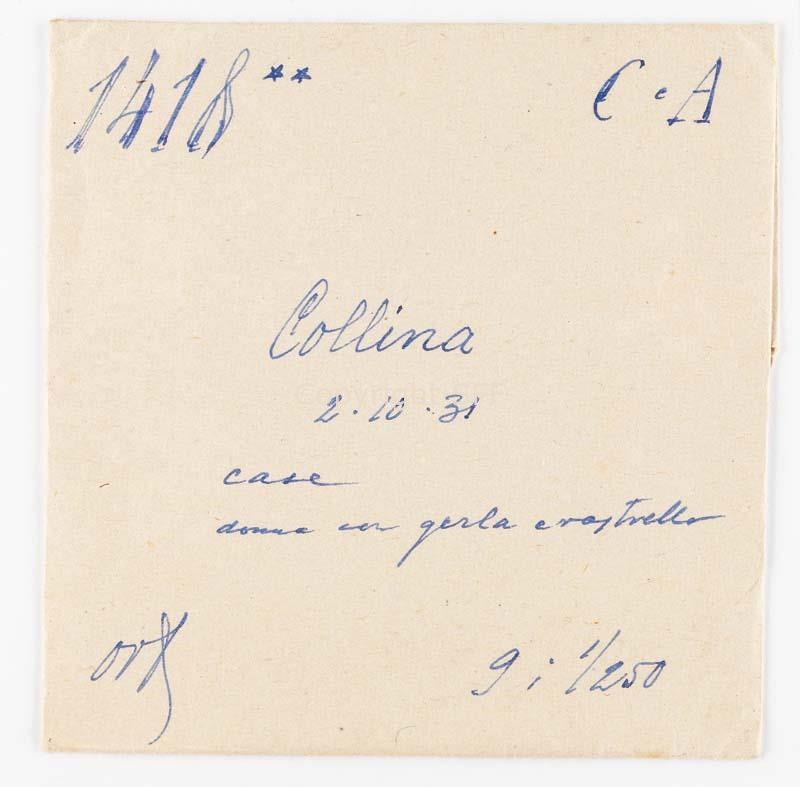 1418 ** C • A
Collina
2 • 10 • 31
case
donna con gerla e rastrello
9 ; 1/250